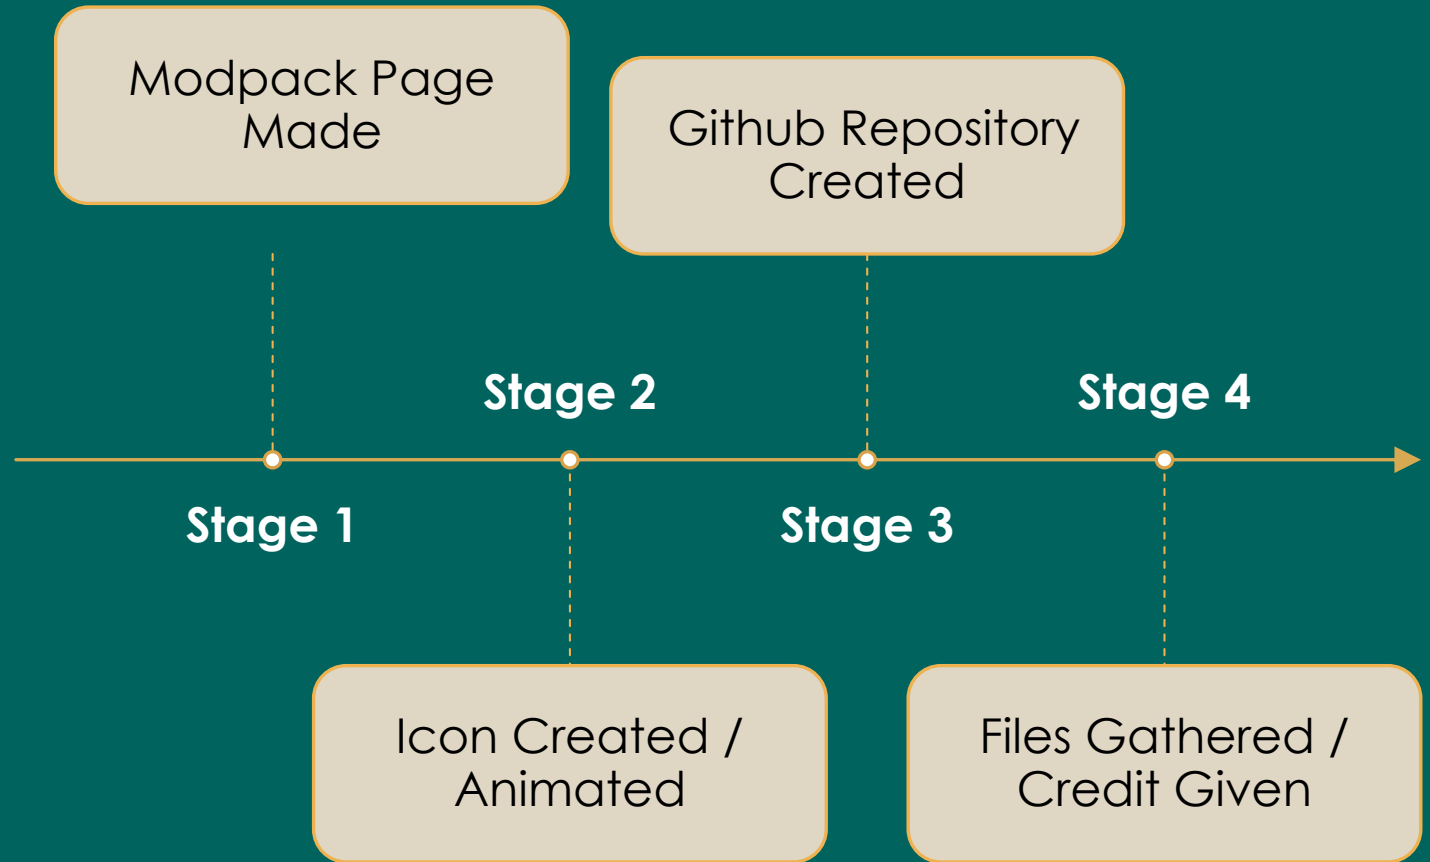 Modpack Page
Made
Github Repository
Created
Stage 2
Stage 4
Stage 1
Stage 3
Icon Created /
Animated
Files Gathered /
Credit Given